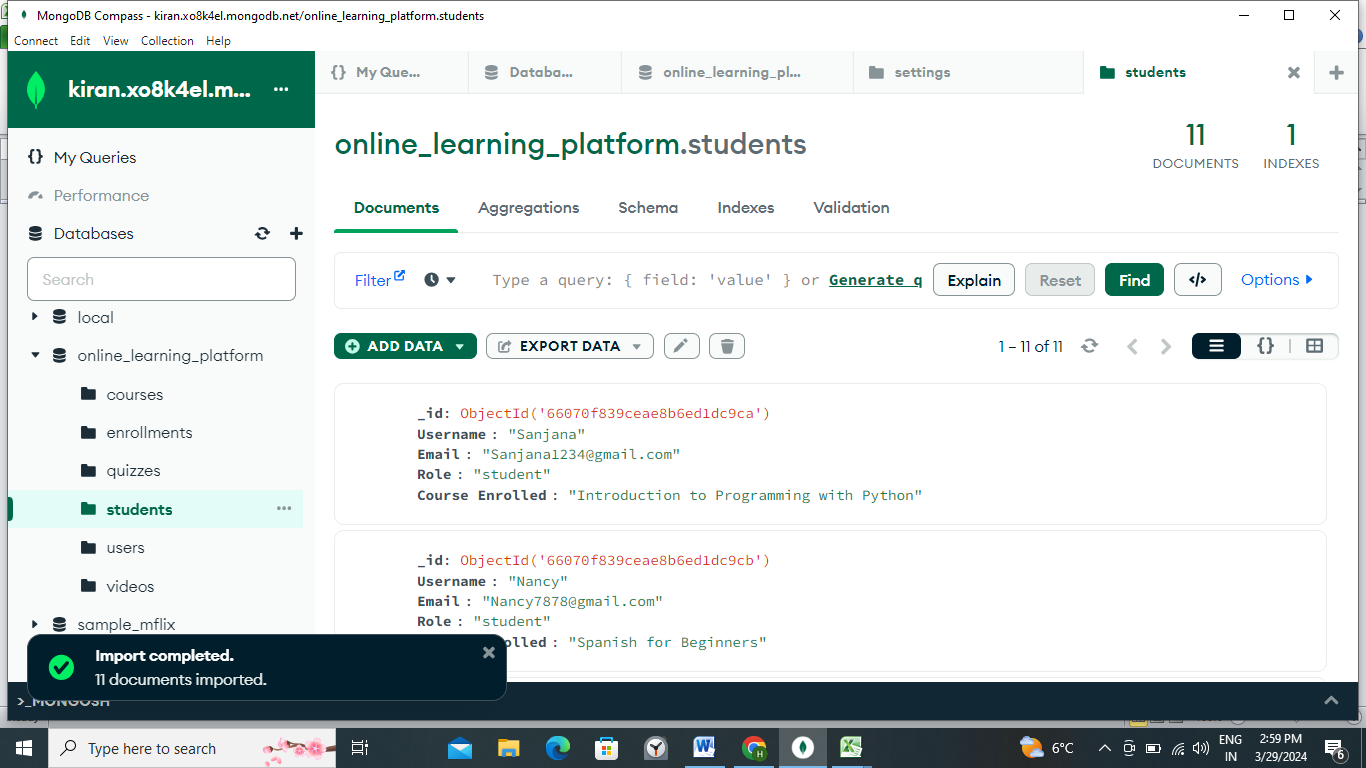 MongoDB Compass - kiran.xo8k4el.mongodb.net/online_learning_platform.students
Connect Edit View Collection Help
kiran.xo8k4el.m... ...
{} My Que... Databa... online_learning_pl... settings students
online_learning_platform.students
11 DOCUMENTS
1 INDEXES
{} My Queries
Performance
Databases
Search
local
online_learning_platform
courses
enrollments
quizzes
students
users
videos
sample_mflix
Documents Aggregations Schema Indexes Validation
Filter Type a query: { field: 'value' } or Generate q Explain Reset Find </> Options
ADD DATA EXPORT DATA 1 – 11 of 11 {}
_id: ObjectId('66070f839ceae8b6ed1dc9ca')
Username : "Sanjana"
Email : "Sanjana1234@gmail.com"
Role : "student"
Course Enrolled : "Introduction to Programming with Python"
_id: ObjectId('66070f839ceae8b6ed1dc9cb')
Username : "Nancy"
Email : "Nancy7878@gmail.com"
Role : "student"
olled : "Spanish for Beginners"
Import completed.
11 documents imported.
>_MONGOSH
Type here to search
6°C
ENG
IN
2:59 PM
3/29/2024
6